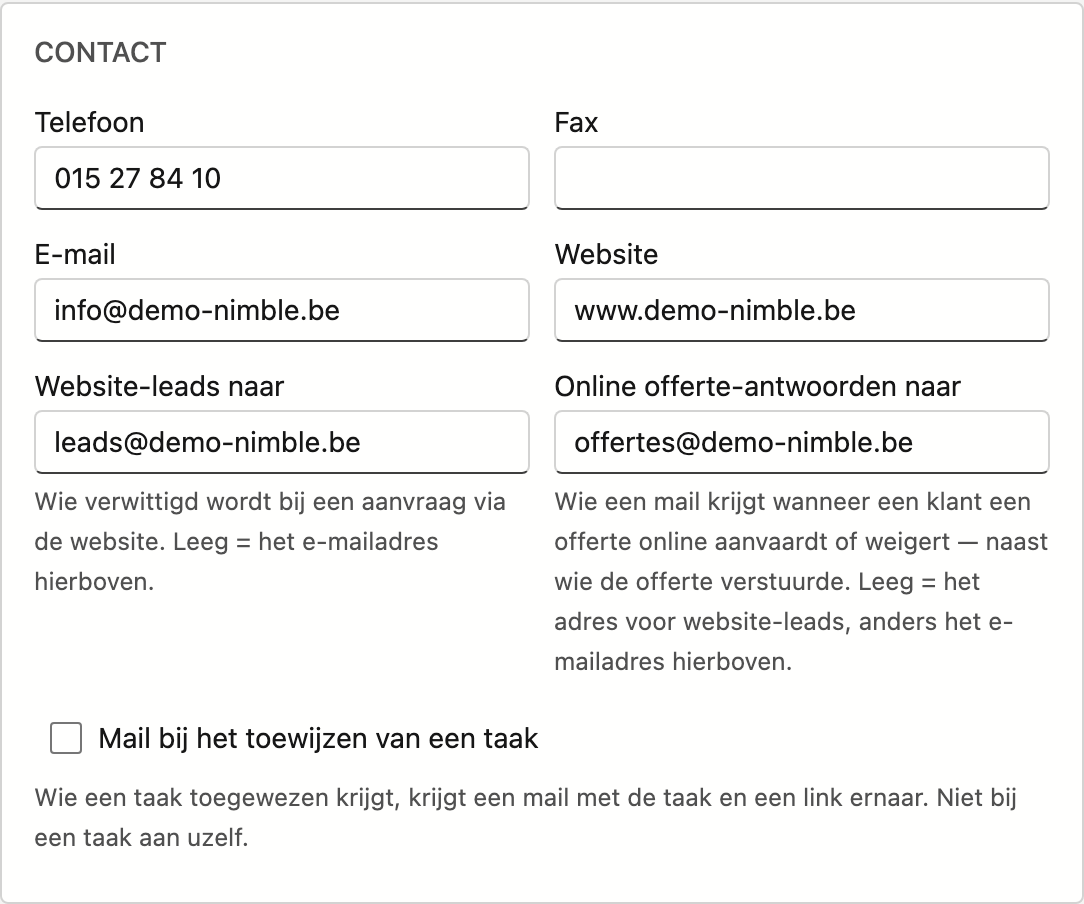 CONTACT
Telefoon
Fax
015 27 84 10
E-mail
Website
info@demo-nimble.be
www.demo-nimble.be
Website-leads naar
Online offerte-antwoorden naar
leads@demo-nimble.be
offertes@demo-nimble.be
Wie verwittigd wordt bij een aanvraag via
de website. Leeg = het e-mailadres
hierboven.
Wie een mail krijgt wanneer een klant een
offerte online aanvaardt of weigert — naast
wie de offerte verstuurde. Leeg = het
adres voor website-leads, anders het e-
mailadres hierboven.
Mail bij het toewijzen van een taak
Wie een taak toegewezen krijgt, krijgt een mail met de taak en een link ernaar. Niet bij
een taak aan uzelf.